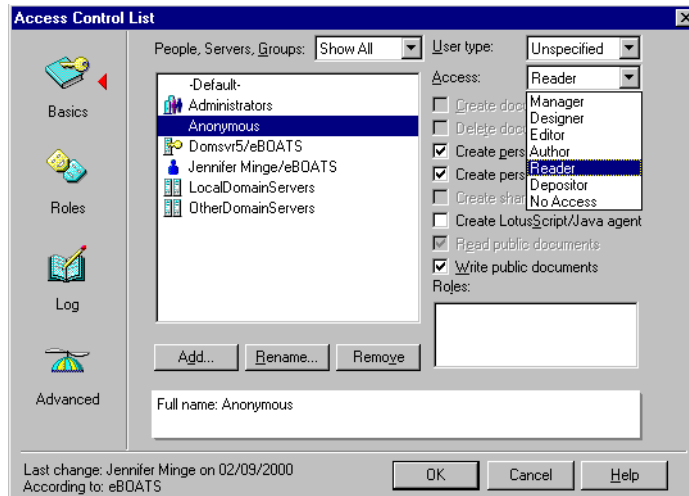 Access Control List
People, Servers, Groups: Show All
User type: Unspecified
Access: Reader
Basics
Roles
Log
Advanced
-Default-
Administrators
Anonymous
Domsvr5/eBOATS
Jennifer Minge/eBOATS
LocalDomainServers
OtherDomainServers
Manager
Designer
Editor
Author
Reader
Depositor
No Access
Create doc
Delete doc
Create pers
Create pers
Create shar
Create LotusScript/Java agent
Read public documents
Write public documents
Roles:
Add... Rename... Remove
Full name: Anonymous
Last change: Jennifer Minge on 02/09/2000
According to: eBOATS
OK Cancel Help